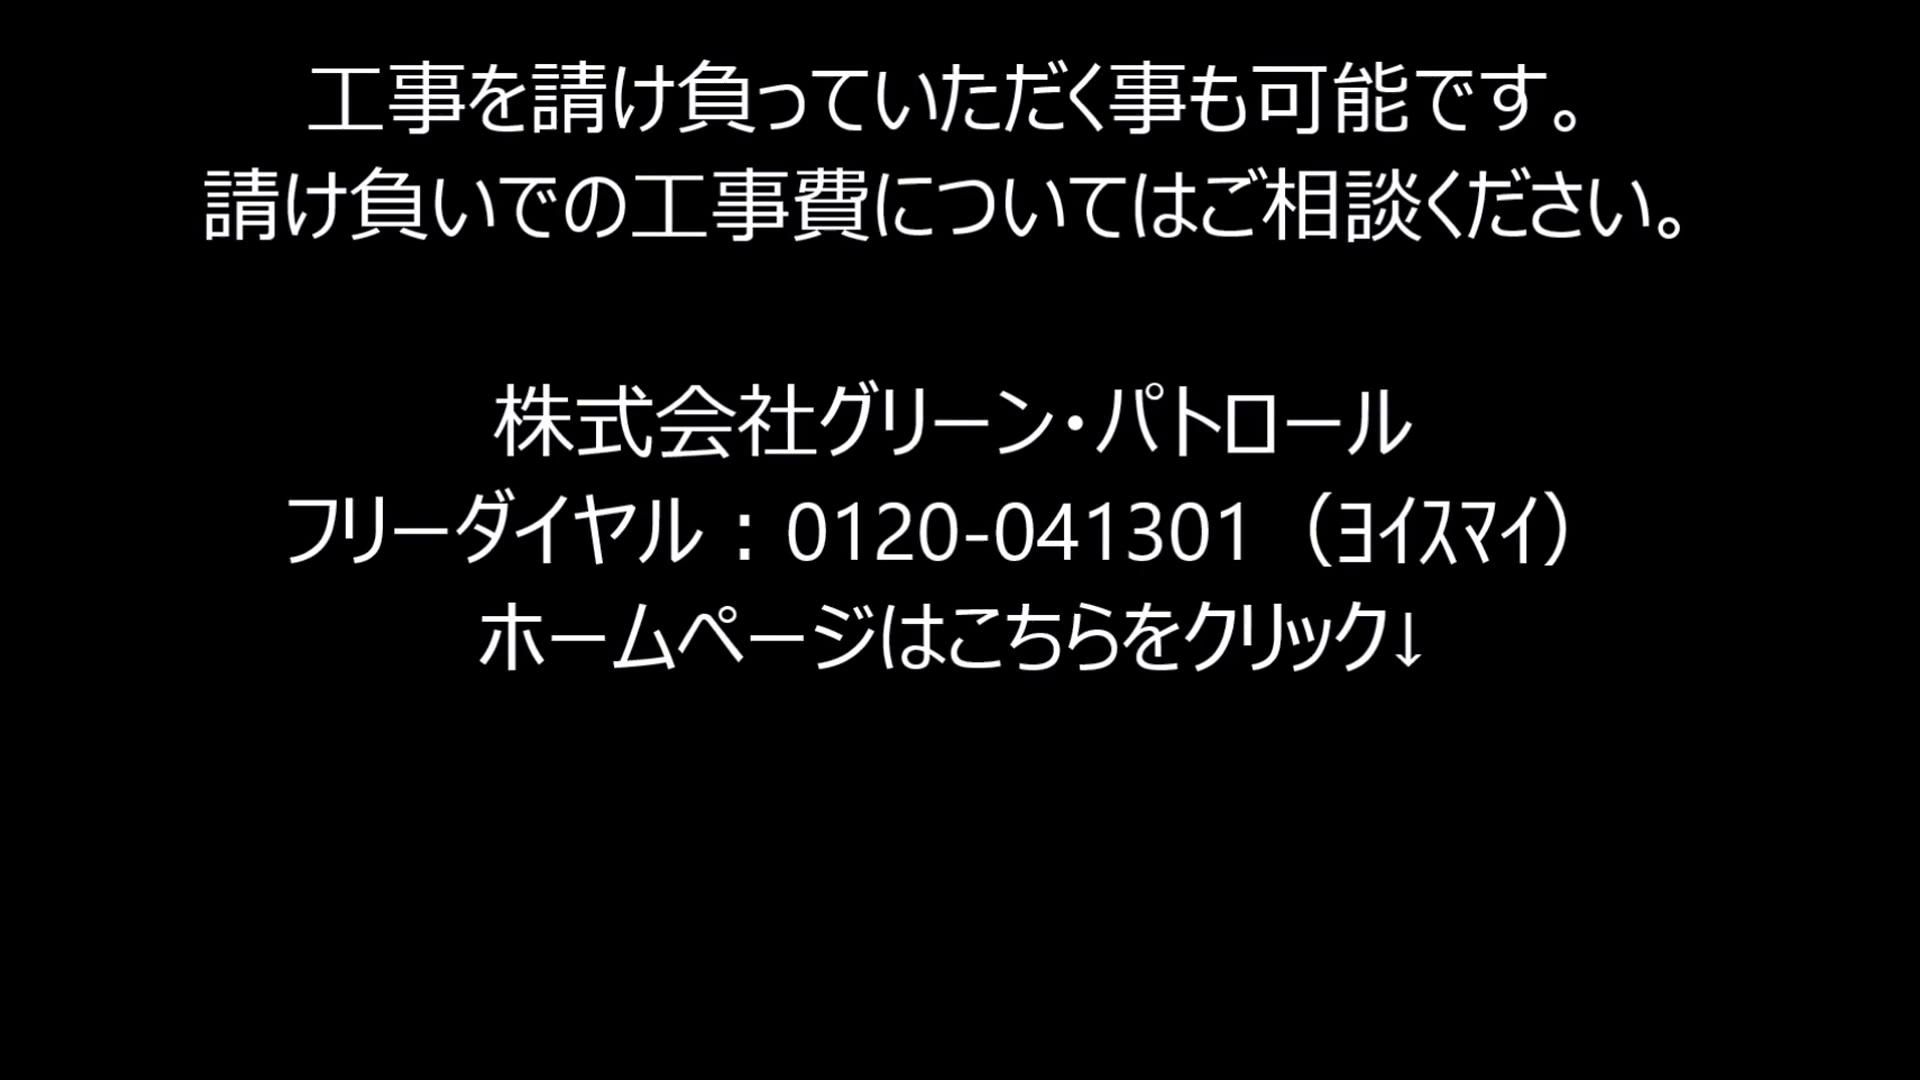 工事を請け負っていただく事も可能です。
請け負いでの工事費についてはご相談ください。
株式会社グリーン・パトロール
フリーダイヤル：0120-041301（ﾖｲｽﾏｲ）
ホームページはこちらをクリック↓